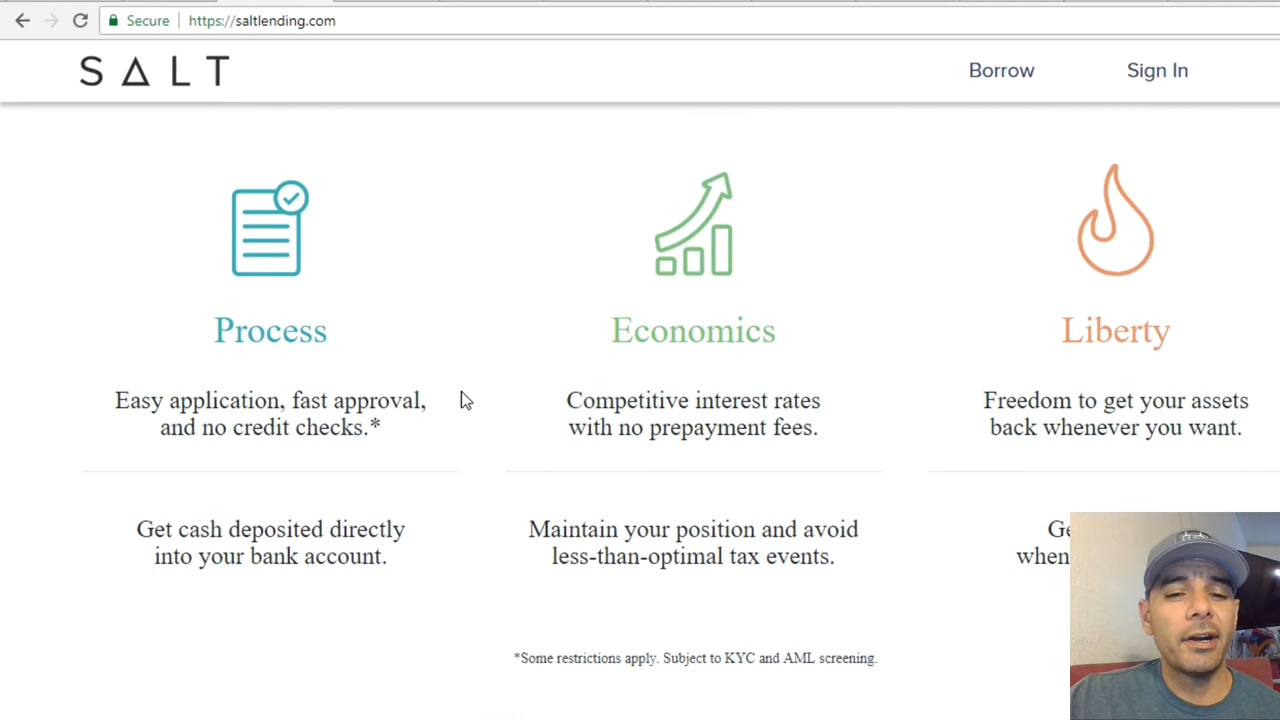 Secure
https://saltlending.com
SALT
Borrow
Sign In
Process
Easy application, fast approval,
and no credit checks.*
Get cash deposited directly
into your bank account.
Economics
Competitive interest rates
with no prepayment fees.
Maintain your position and avoid
less-than-optimal tax events.
Liberty
Freedom to get your assets
back whenever you want.
*Some restrictions apply. Subject to KYC and AML screening.